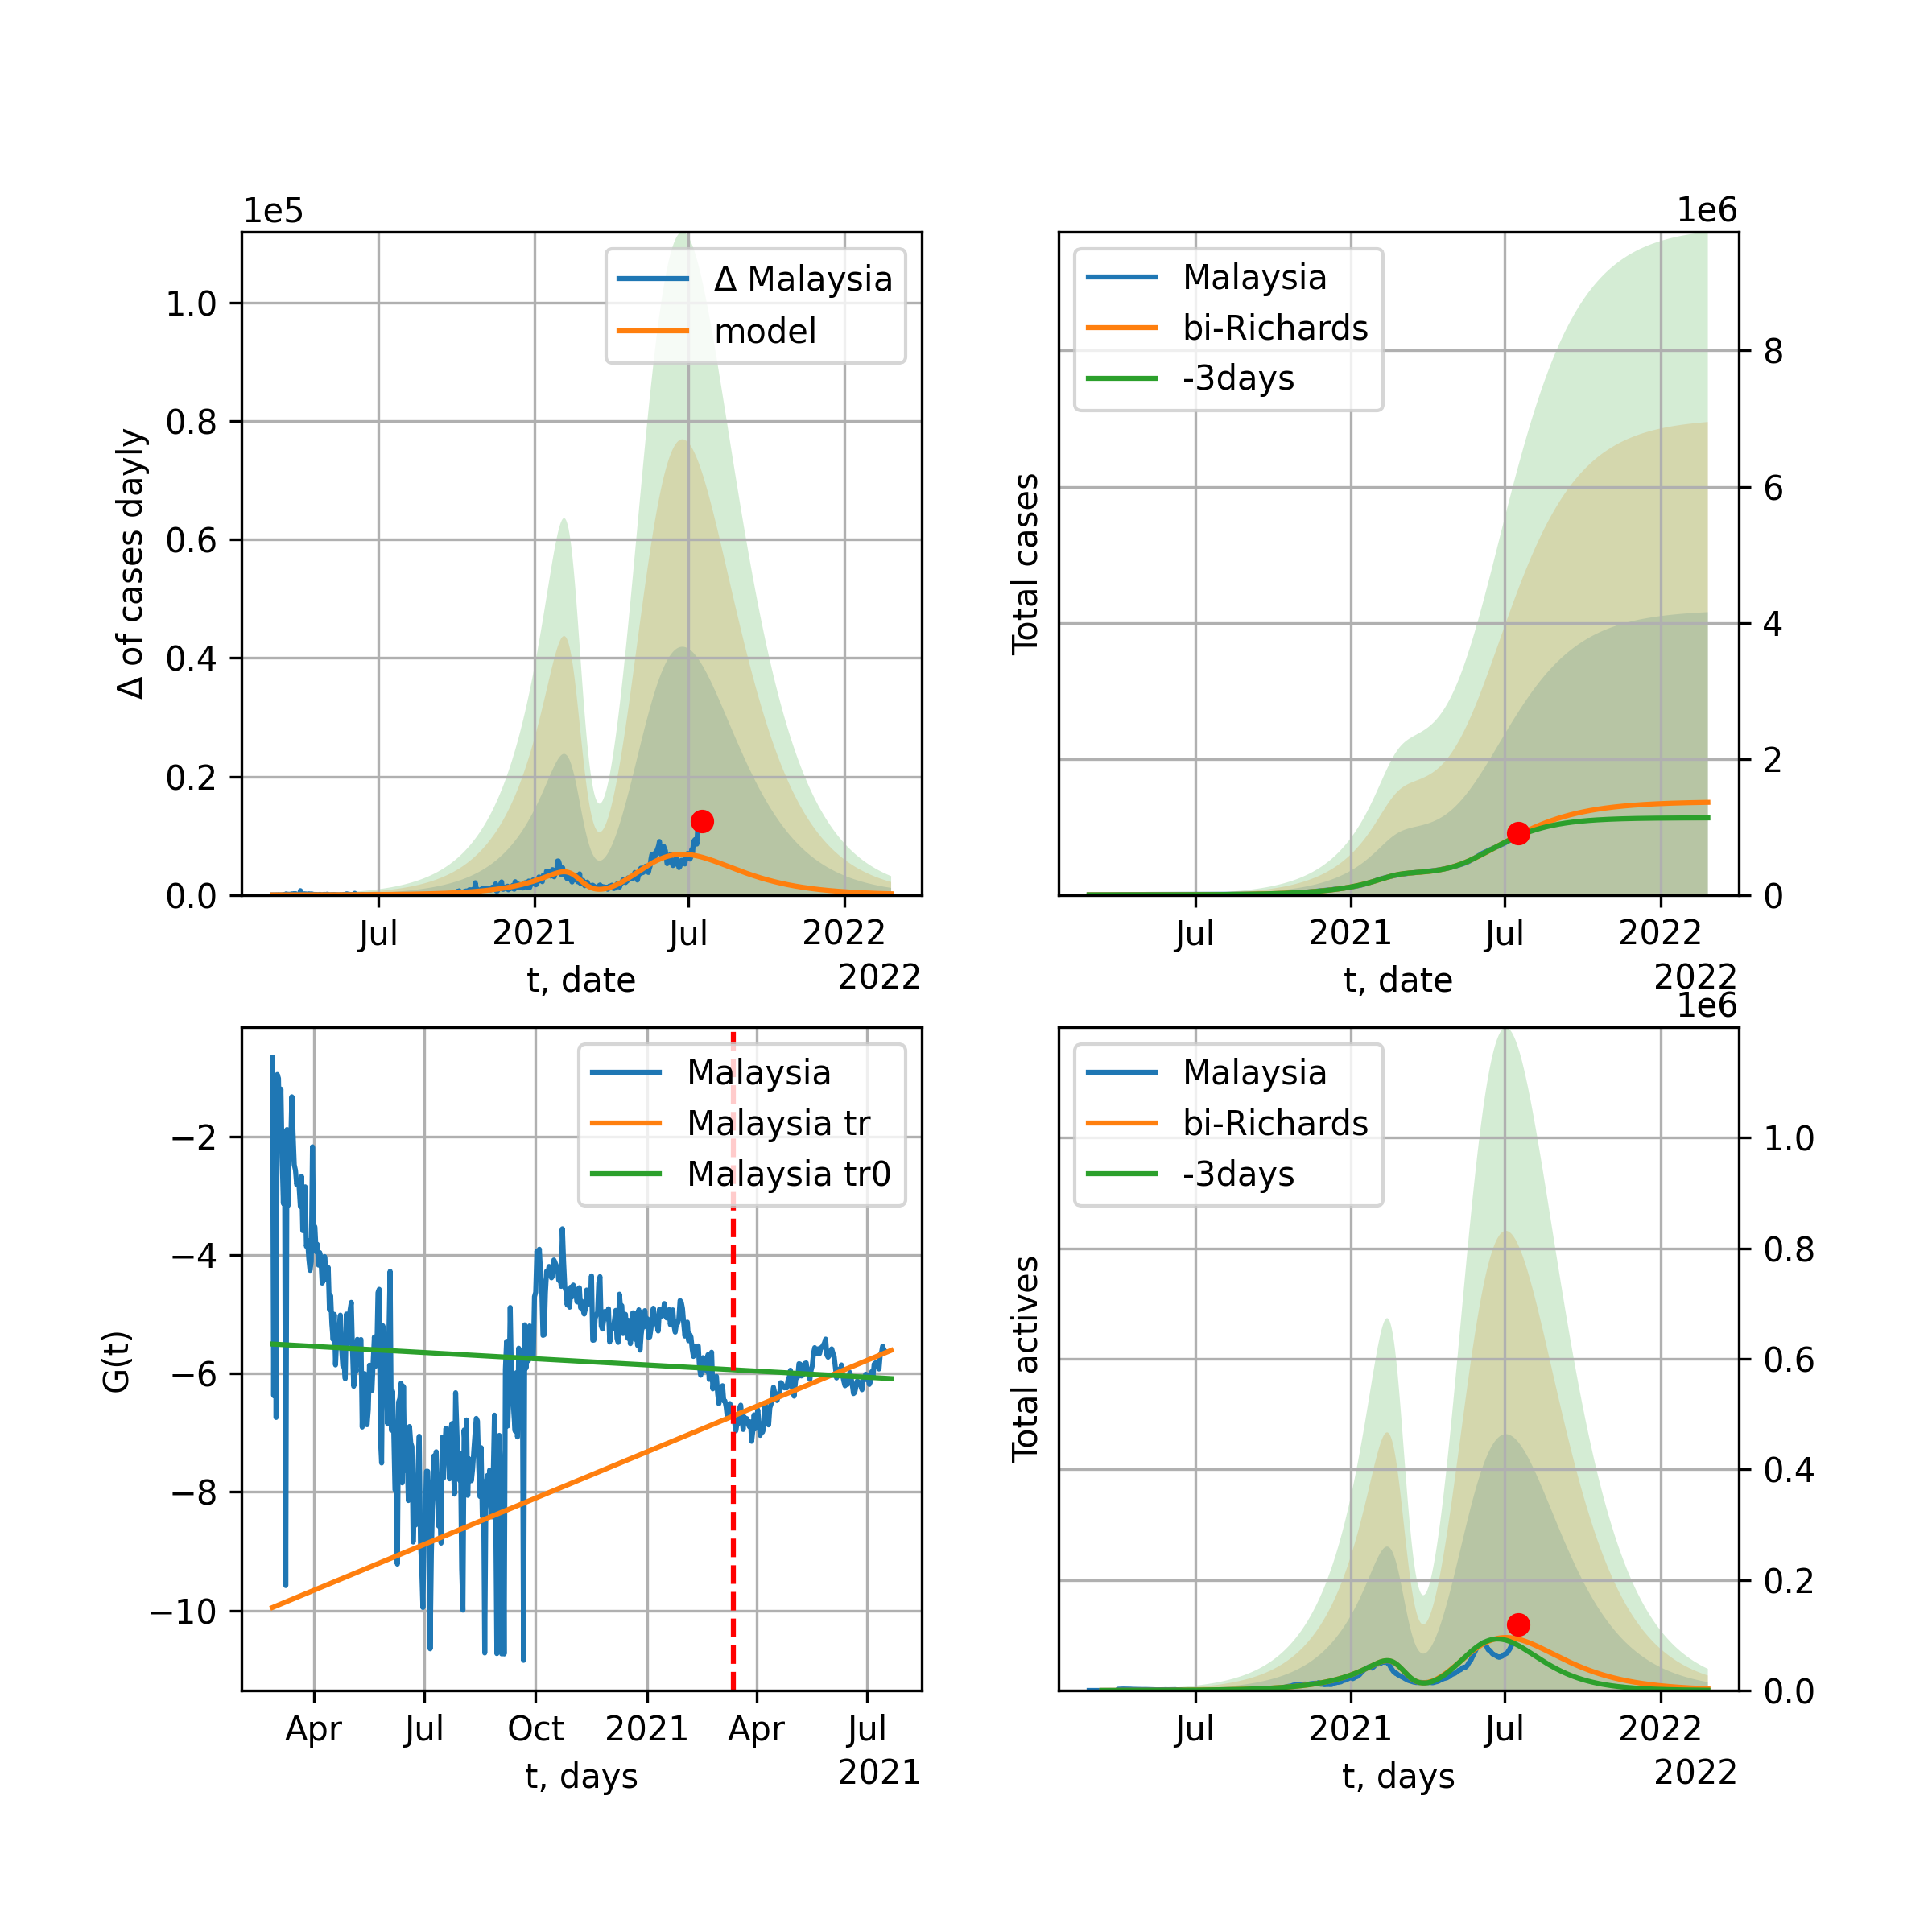 1e5
Δ of cases dayly
1.0
0.8
0.6
0.4
0.2
0.0
Δ Malaysia
model
Jul
2021
Jul
2022
t, date
2022
1e6
Total cases
Malaysia
bi-Richards
-3days
8
6
4
2
0
Jul
2021
Jul
2022
t, date
2022
G(t)
−2
−4
−6
−8
−10
Malaysia
Malaysia tr
Malaysia tr0
Apr
Jul
Oct
2021
Apr
Jul
t, days
2021
1e6
Total actives
Malaysia
bi-Richards
-3days
1.0
0.8
0.6
0.4
0.2
0.0
Jul
2021
Jul
2022
t, days
2022